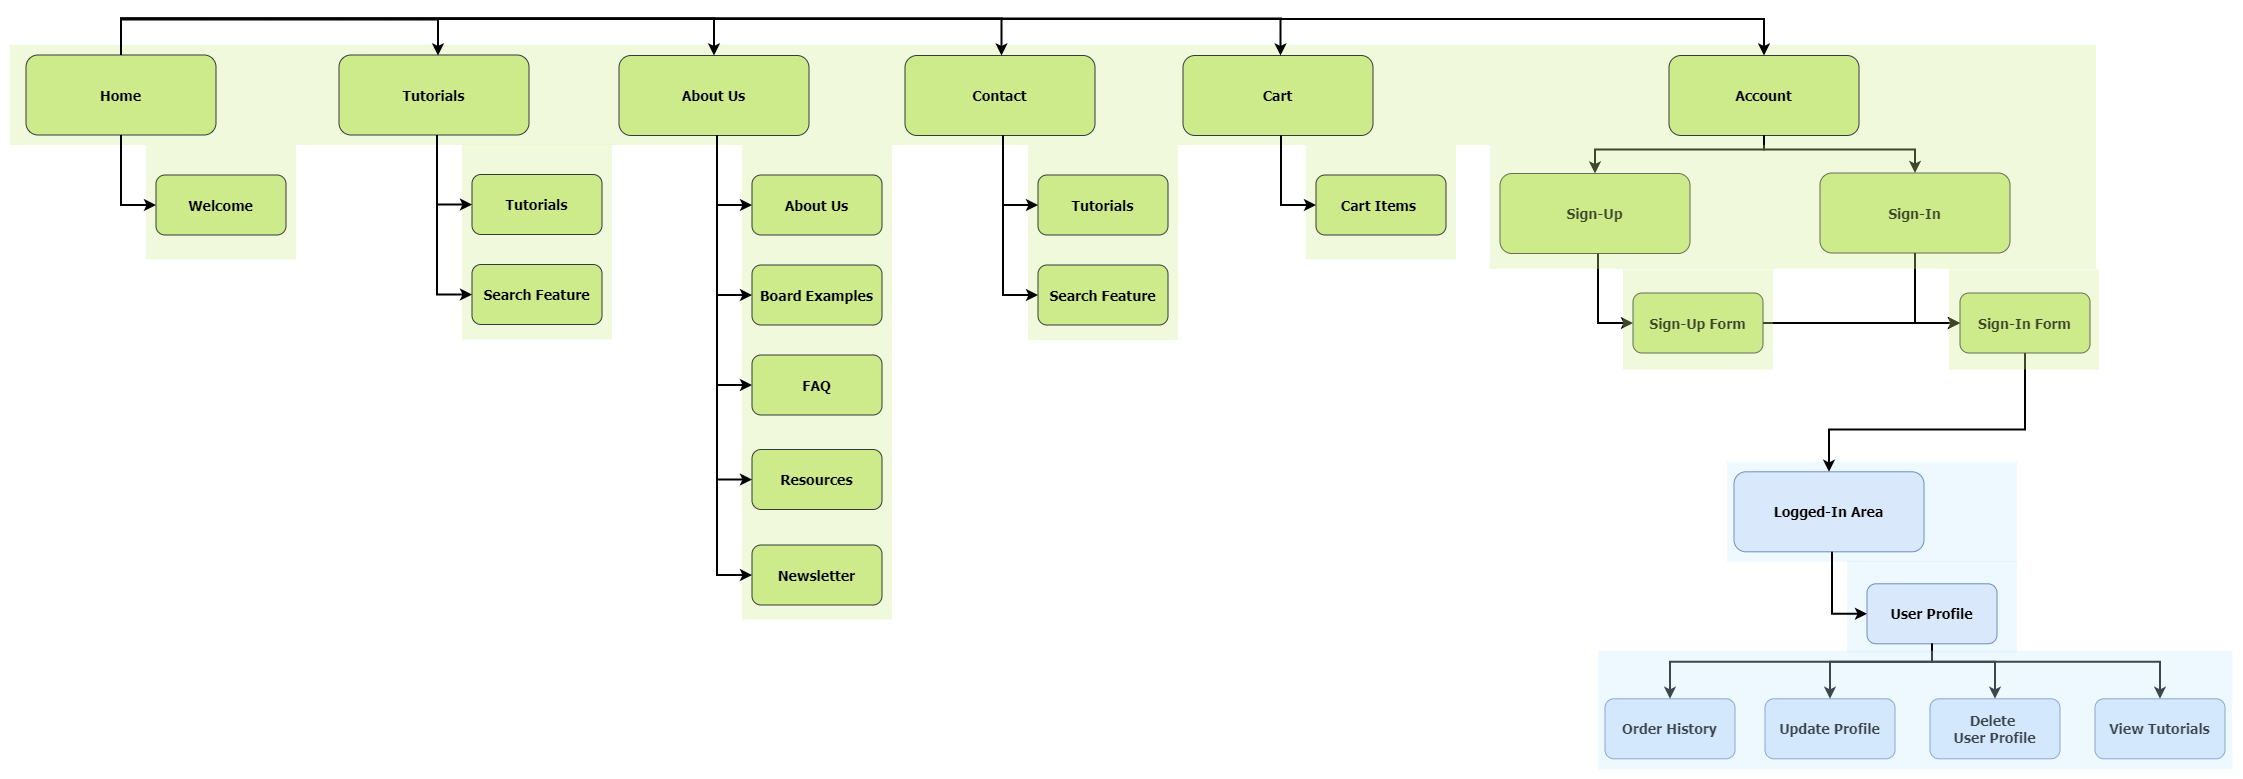 Home
Tutorials
About Us
Contact
Cart
Account
Welcome
Tutorials
About Us
Tutorials
Cart Items
Sign-Up
Sign-In
Search Feature
Board Examples
Search Feature
Sign-Up Form
Sign-In Form
FAQ
Resources
Newsletter
Logged-In Area
User Profile
Order History
Update Profile
Delete
User Profile
View Tutorials